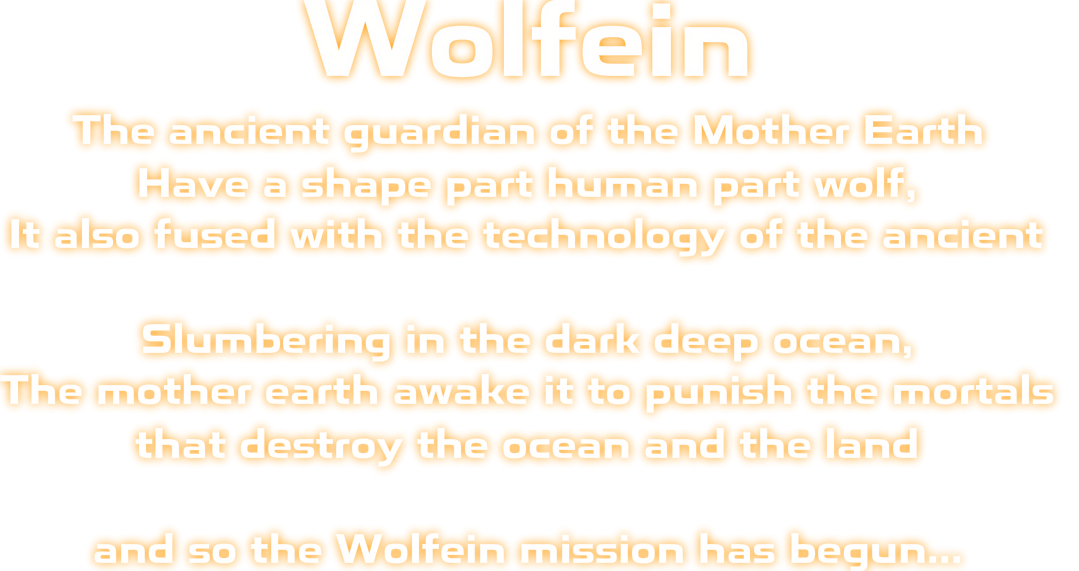 Wolfein
The ancient guardian of the Mother Earth
Have a shape part human part wolf,
It also fused with the technology of the ancient
Slumbering in the dark deep ocean,
The mother earth awake it to punish the mortals
that destroy the ocean and the land
and so the Wolfein mission has begun...